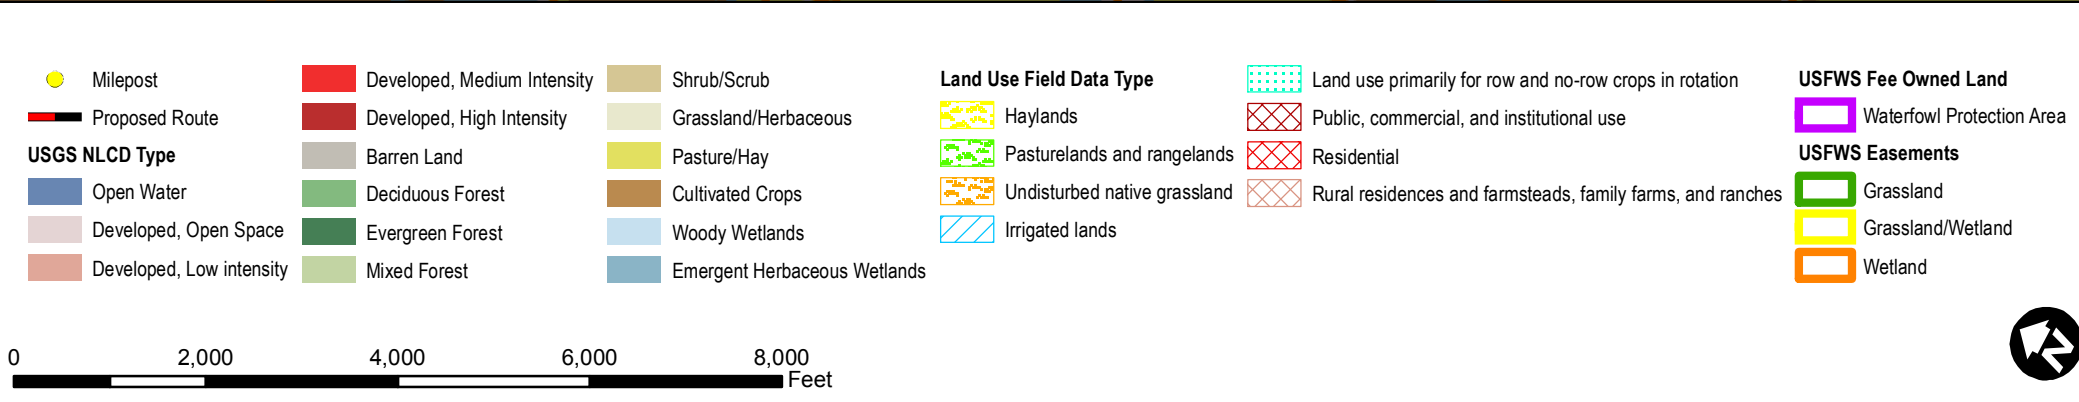 Milepost
Proposed Route
USGS NLCD Type
Open Water
Developed, Open Space
Developed, Low intensity
Developed, Medium Intensity
Developed, High Intensity
Barren Land
Deciduous Forest
Evergreen Forest
Mixed Forest
Shrub/Scrub
Grassland/Herbaceous
Pasture/Hay
Cultivated Crops
Woody Wetlands
Emergent Herbaceous Wetlands
Land Use Field Data Type
Haylands
Pasturelands and rangelands
Undisturbed native grassland
Irrigated lands
Land use primarily for row and no-row crops in rotation
Public, commercial, and institutional use
Residential
Rural residences and farmsteads, family farms, and ranches
USFWS Fee Owned Land
Waterfowl Protection Area
USFWS Easements
Grassland
Grassland/Wetland
Wetland
0 2,000 4,000 6,000 8,000
Feet
N